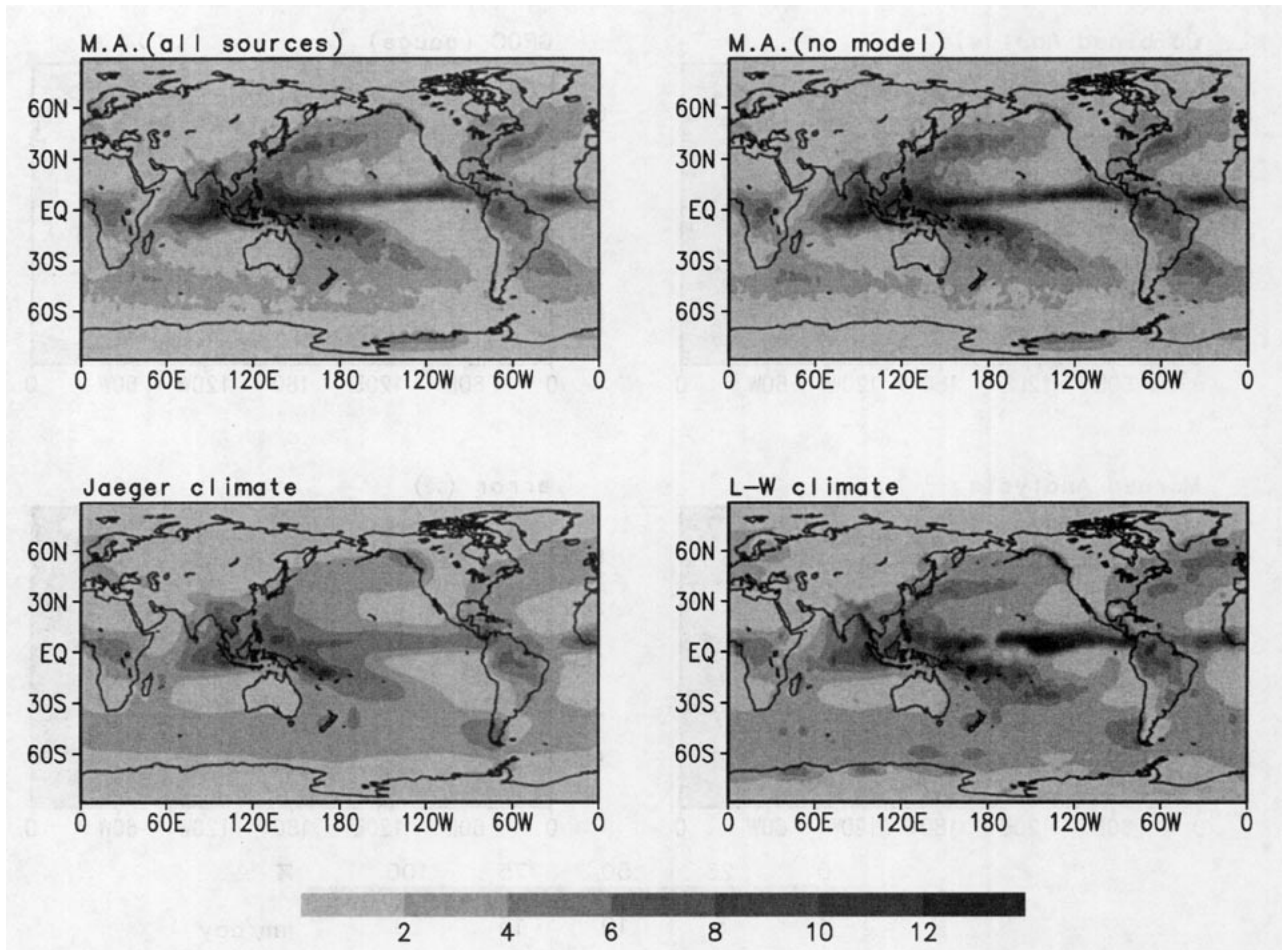 M.A.(all sources)
M.A.(no model)
60N
30N
EQ
30S
60S
0 60E 120E 180 120W 60W 0
60N
30N
EQ
30S
60S
0 60E 120E 180 120W 60W 0
Jaeger climate
L–W climate
60N
30N
EQ
30S
60S
0 60E 120E 180 120W 60W 0
60N
30N
EQ
30S
60S
0 60E 120E 180 120W 60W 0
2 4 6 8 10 12